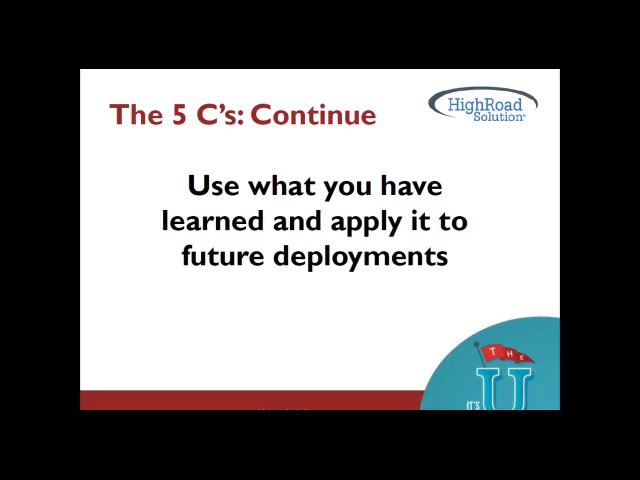 The 5 C's: Continue
HighRoad
Solution
Use what you have
learned and apply it to
future deployments
THE
IT'S
U